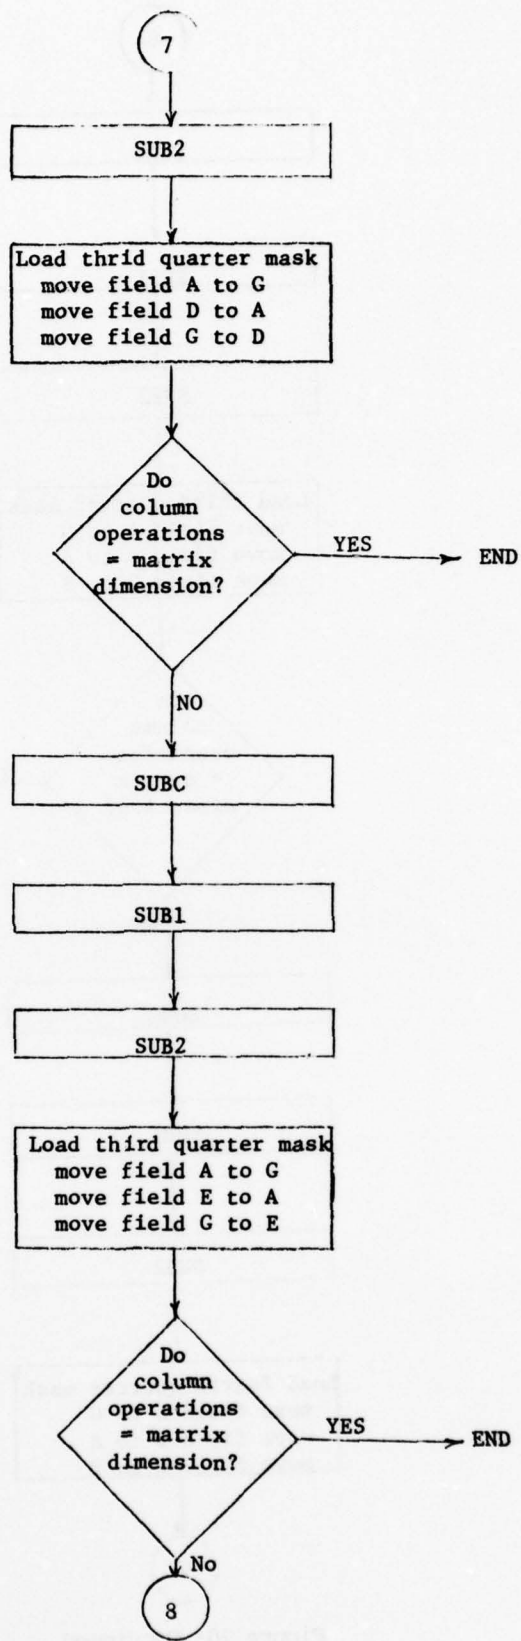 7
SUB2
Load thrid quarter mask
move field A to G
move field D to A
move field G to D
Do
column
operations
= matrix
dimension?
YES
END
NO
SUBC
SUB1
SUB2
Load third quarter mask
move field A to G
move field E to A
move field G to E
Do
column
operations
= matrix
dimension?
YES
END
No
8